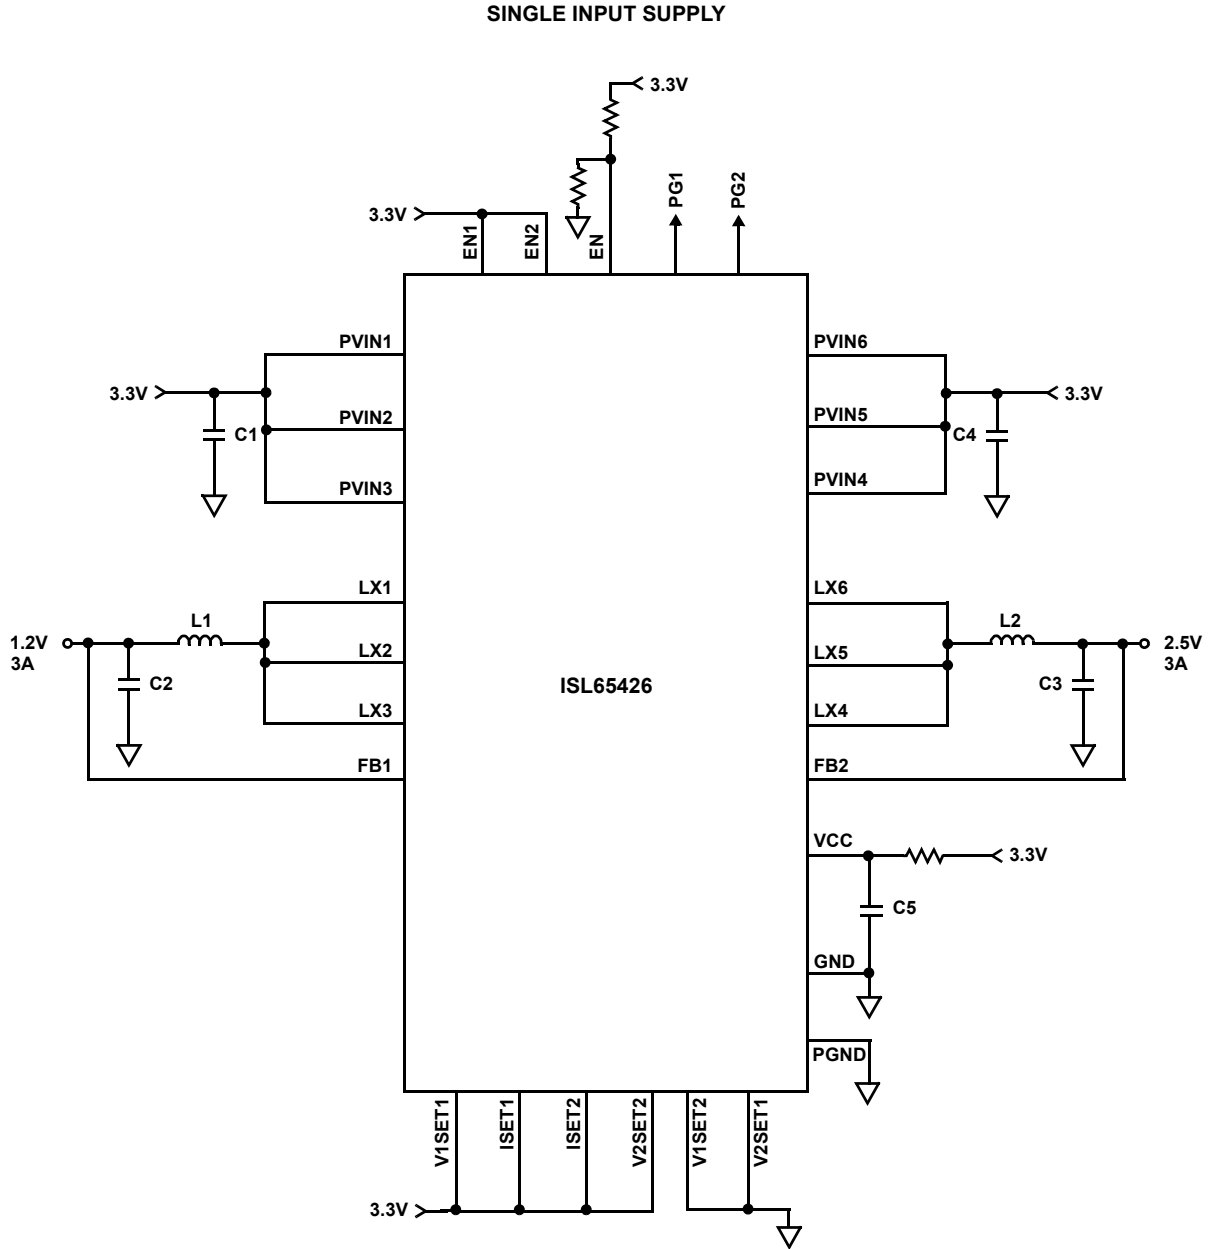 SINGLE INPUT SUPPLY
3.3V
PG1
PG2
3.3V
EN1
EN2
EN
PVIN1
PVIN6
3.3V
3.3V
PVIN2
PVIN5
C1
C4
PVIN3
PVIN4
LX1
LX6
L1
L2
1.2V
3A
2.5V
3A
LX2
LX5
C2
C3
ISL65426
LX3
LX4
FB1
FB2
VCC
3.3V
C5
GND
PGND
V1SET1
ISET1
ISET2
V2SET2
V1SET2
V2SET1
3.3V